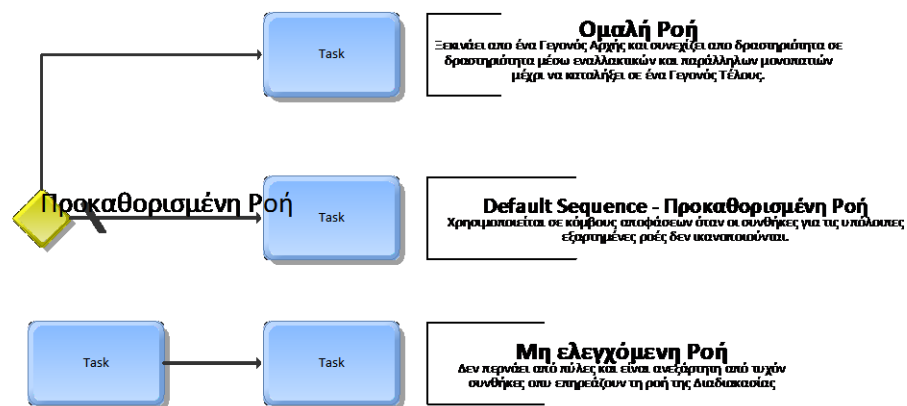 Task
Ομαλή Ροή
Ξεκινάει απο ένα Γεγονός Αρχής και συνεχίζει απο δραστηριότητα σε
δραστηριότητα μέσω εναλλακτικών και παράλληλων μονοπατιών
μέχρι να καταλήξει σε ένα Γεγονός Τέλους.
Προκαθορισμένη Ροή
Task
Default Sequence - Προκαθορισμένη Ροή
Χρησιμοποιείται σε κόμβους αποφάσεων όταν οι συνθήκες για τις υπόλοιπες
εξαρτημένες ροές δεν ικανοποιούνται.
Task
Task
Μη ελεγχόμενη Ροή
Δεν περνάει από πύλες και είναι ανεξάρτητη από τυχόν
συνθήκες οπυ επηρεάζουν τη ροή της Διαδιακασίας